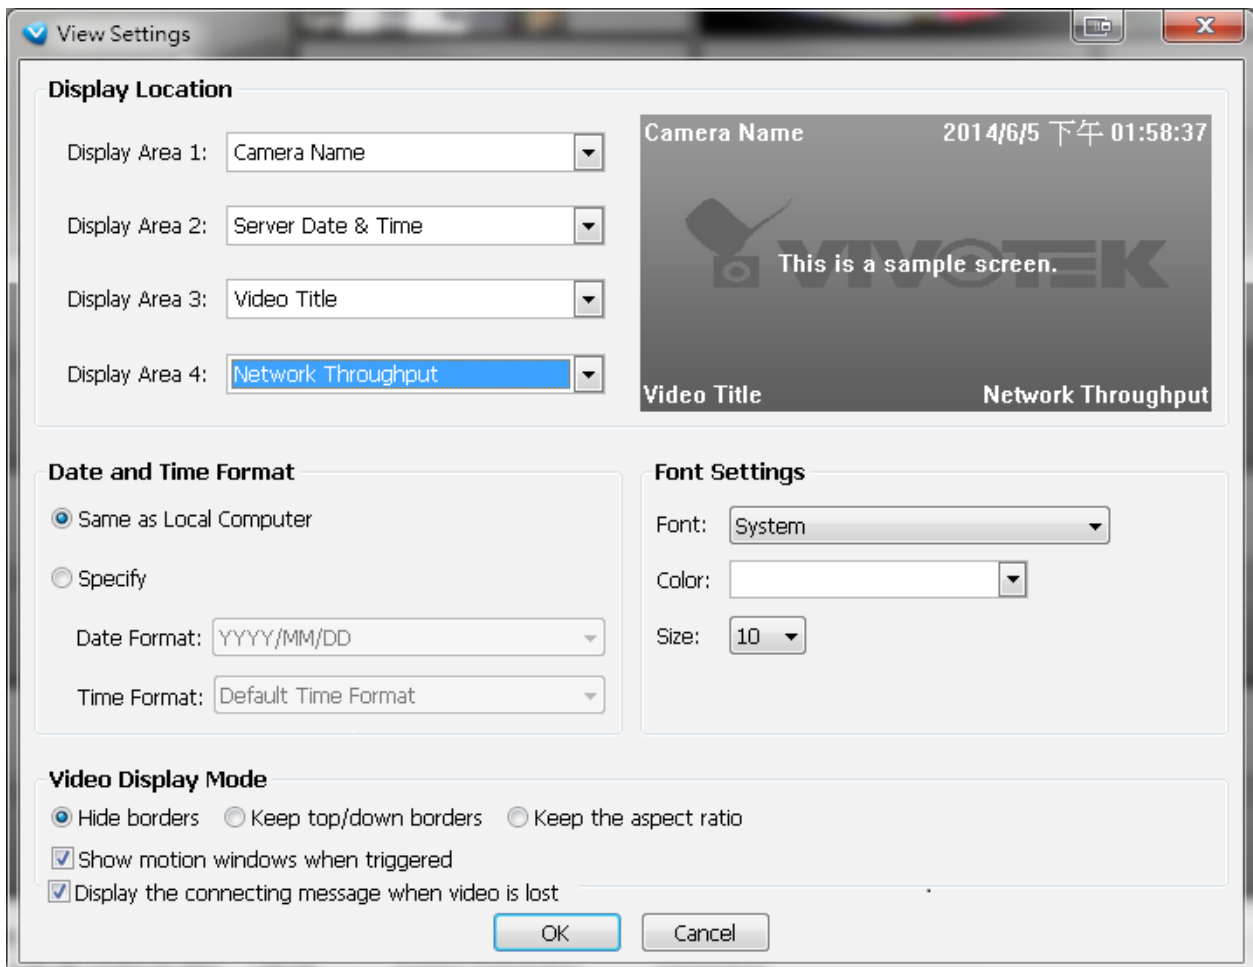 View Settings
Display Location
Display Area 1: Camera Name
Display Area 2: Server Date & Time
Display Area 3: Video Title
Display Area 4: Network Throughput
Camera Name 2014/6/5 下午 01:58:37
VIVOTEK
This is a sample screen.
Video Title Network Throughput
Date and Time Format
Same as Local Computer
Specify
Date Format: YYYY/MM/DD
Time Format: Default Time Format
Font Settings
Font: System
Color:
Size: 10
Video Display Mode
Hide borders Keep top/down borders Keep the aspect ratio
Show motion windows when triggered
Display the connecting message when video is lost
OK Cancel